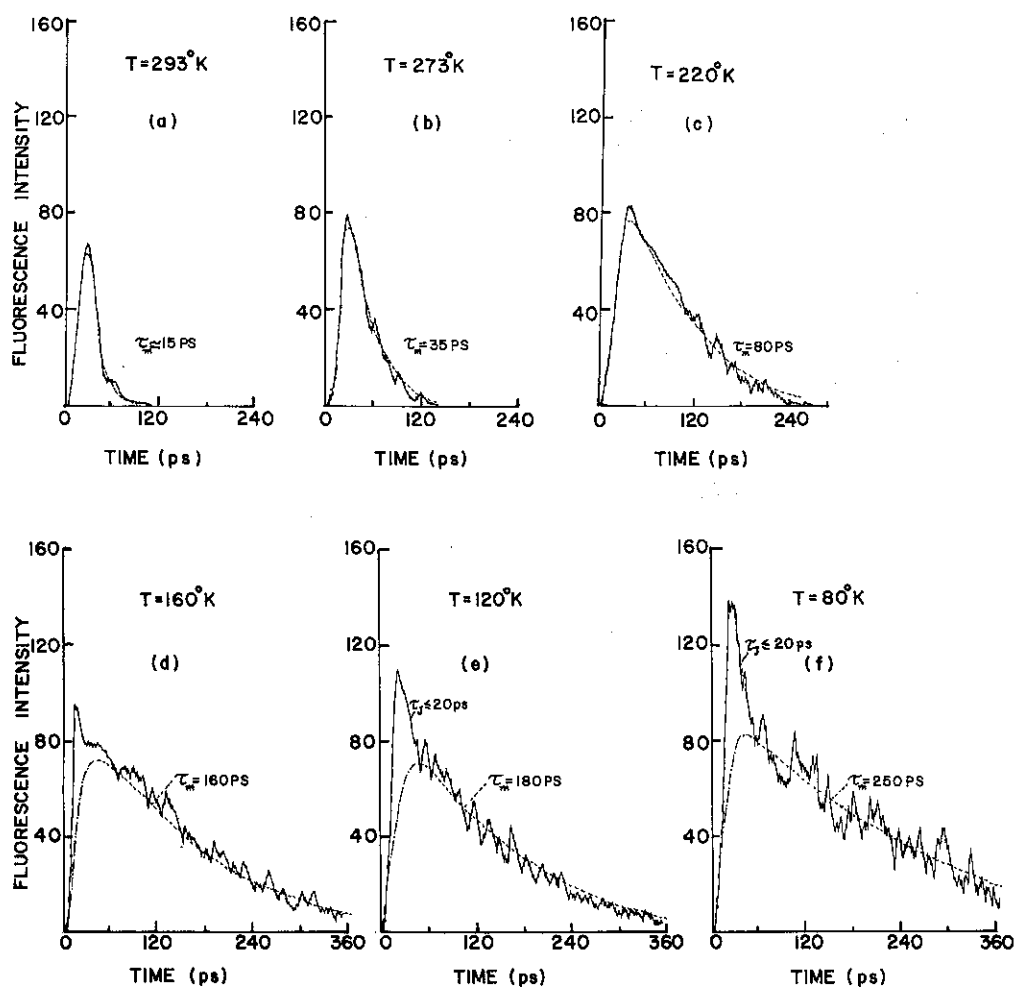 FLUORESCENCE INTENSITY
160
120
80
40
T=293°K
(a)
τm≃15 PS
0 120 240
TIME (ps)
160
120
80
40
T=273°K
(b)
τm=35 PS
0 120 240
TIME (ps)
160
120
80
40
T=220°K
(c)
τm=80 PS
0 120 240
TIME (ps)
FLUORESCENCE INTENSITY
160
120
80
40
T=160°K
(d)
τm=160 PS
0 120 240 360
TIME (ps)
160
120
80
40
T=120°K
(e)
τJ≤20 ps
τm=180 PS
0 120 240 360
TIME (ps)
160
120
80
40
T=80°K
τJ≤20 ps
(f)
τm=250 PS
0 120 240 360
TIME (ps)